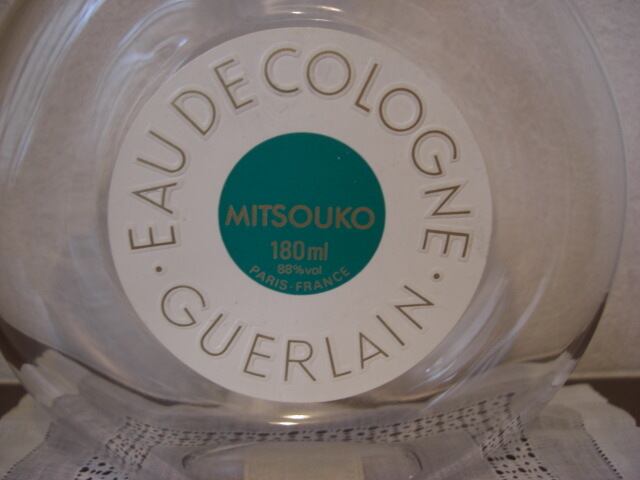 EAU DE COLOGNE
MITSOUKO
180ml
88%vol
PARIS-FRANCE
· GUERLAIN ·